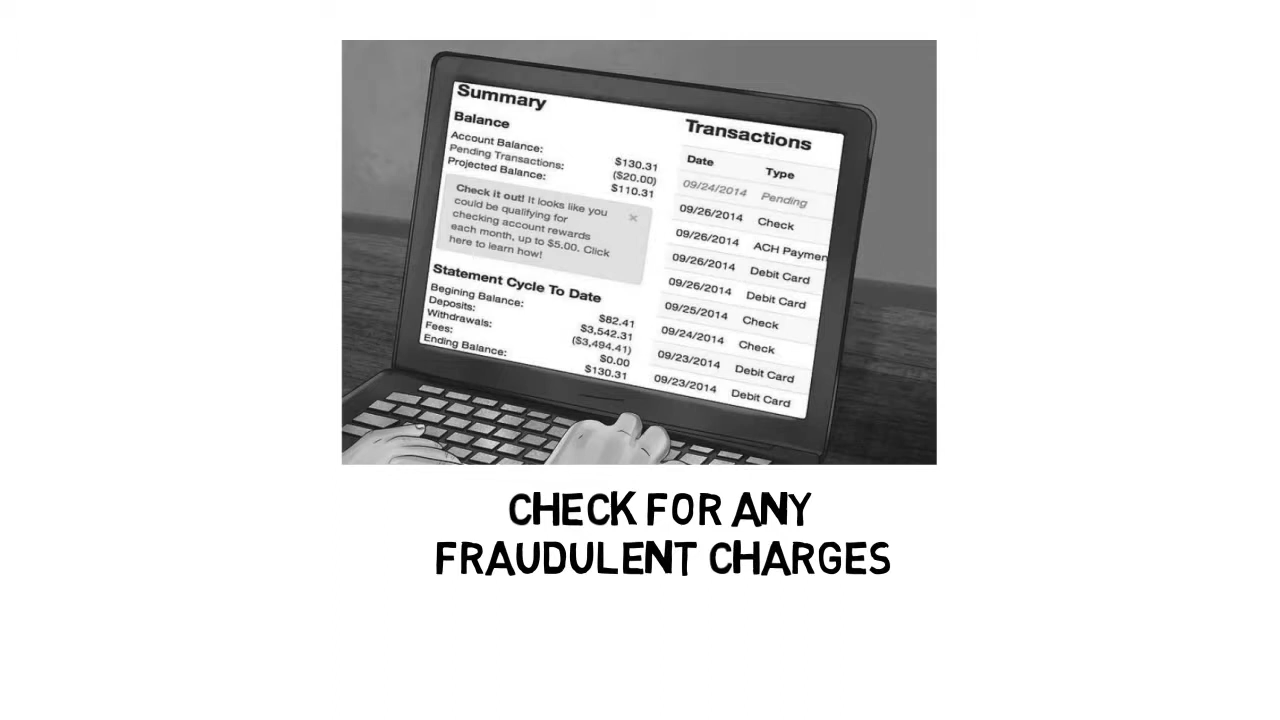 Summary
Balance
Account Balance: $130.31
Pending Transactions: ($20.00)
Projected Balance: $110.31
Check it out! It looks like you ×
could be qualifying for
checking account rewards
each month, up to $5.00. Click
here to learn how!
Statement Cycle To Date
Begining Balance: $82.41
Deposits: $3,542.31
Withdrawals: ($3,494.41)
Fees: $0.00
Ending Balance: $130.31
Transactions
Date Type
09/24/2014 Pending
09/26/2014 Check
09/26/2014 ACH Paymen
09/26/2014 Debit Card
09/26/2014 Debit Card
09/25/2014 Check
09/24/2014 Check
09/23/2014 Debit Card
09/23/2014 Debit Card
CHECK FOR ANY
FRAUDULENT CHARGES